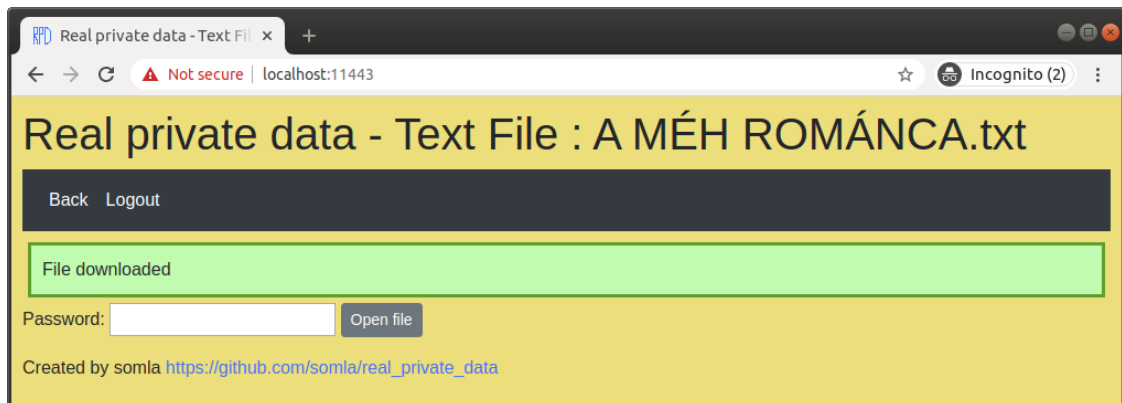 RPD Real private data - Text Fil
Not secure | localhost:11443 Incognito (2)
Real private data - Text File : A MÉH ROMÁNCA.txt
Back Logout
File downloaded
Password: Open file
Created by somla https://github.com/somla/real_private_data